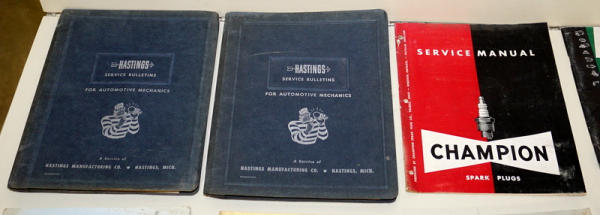 HASTINGS
SERVICE BULLETINS
FOR AUTOMOTIVE MECHANICS
A Service of
HASTINGS MANUFACTURING CO. ★ HASTINGS, MICH.
HASTINGS
SERVICE BULLETINS
FOR AUTOMOTIVE MECHANICS
A Service of
HASTINGS MANUFACTURING CO. ★ HASTINGS, MICH.
SERVICE MANUAL
CHAMPION
SPARK PLUGS